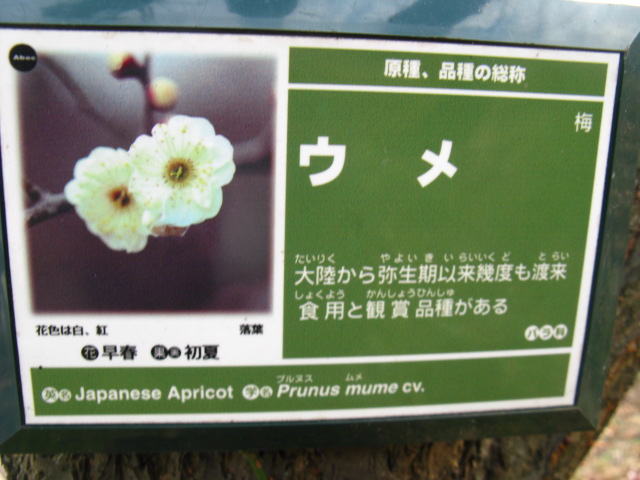 Aboc
原種、品種の総称
梅
ウメ
たいりく やよいき いらいいくど とらい
大陸から弥生期以来幾度も渡来
しょくよう かんしょうひんしゅ
食用と観賞品種がある
バラ科
花色は白、紅 落葉
花 早春 果実 初夏
プルヌス ムメ
英名 Japanese Apricot 学名 Prunus mume cv.